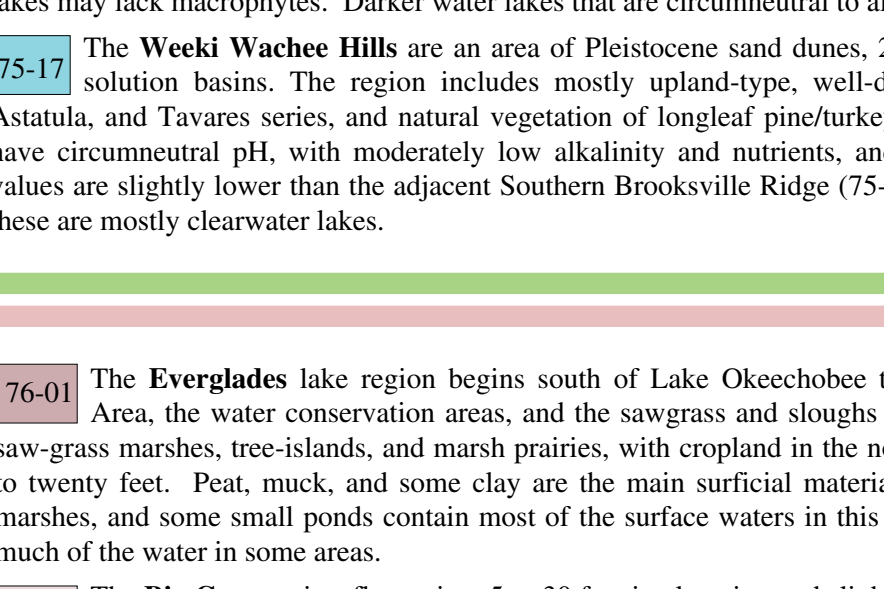 akes may lack macrophytes. Darker water lakes that are circumneutral to al
75-17 The Weeki Wachee Hills are an area of Pleistocene sand dunes, 2
solution basins. The region includes mostly upland-type, well-d
Astatula, and Tavares series, and natural vegetation of longleaf pine/turke
have circumneutral pH, with moderately low alkalinity and nutrients, an
values are slightly lower than the adjacent Southern Brooksville Ridge (75-
these are mostly clearwater lakes.
76-01 The Everglades lake region begins south of Lake Okeechobee t
Area, the water conservation areas, and the sawgrass and sloughs
saw-grass marshes, tree-islands, and marsh prairies, with cropland in the n
to twenty feet. Peat, muck, and some clay are the main surficial materia
marshes, and some small ponds contain most of the surface waters in this
much of the water in some areas.